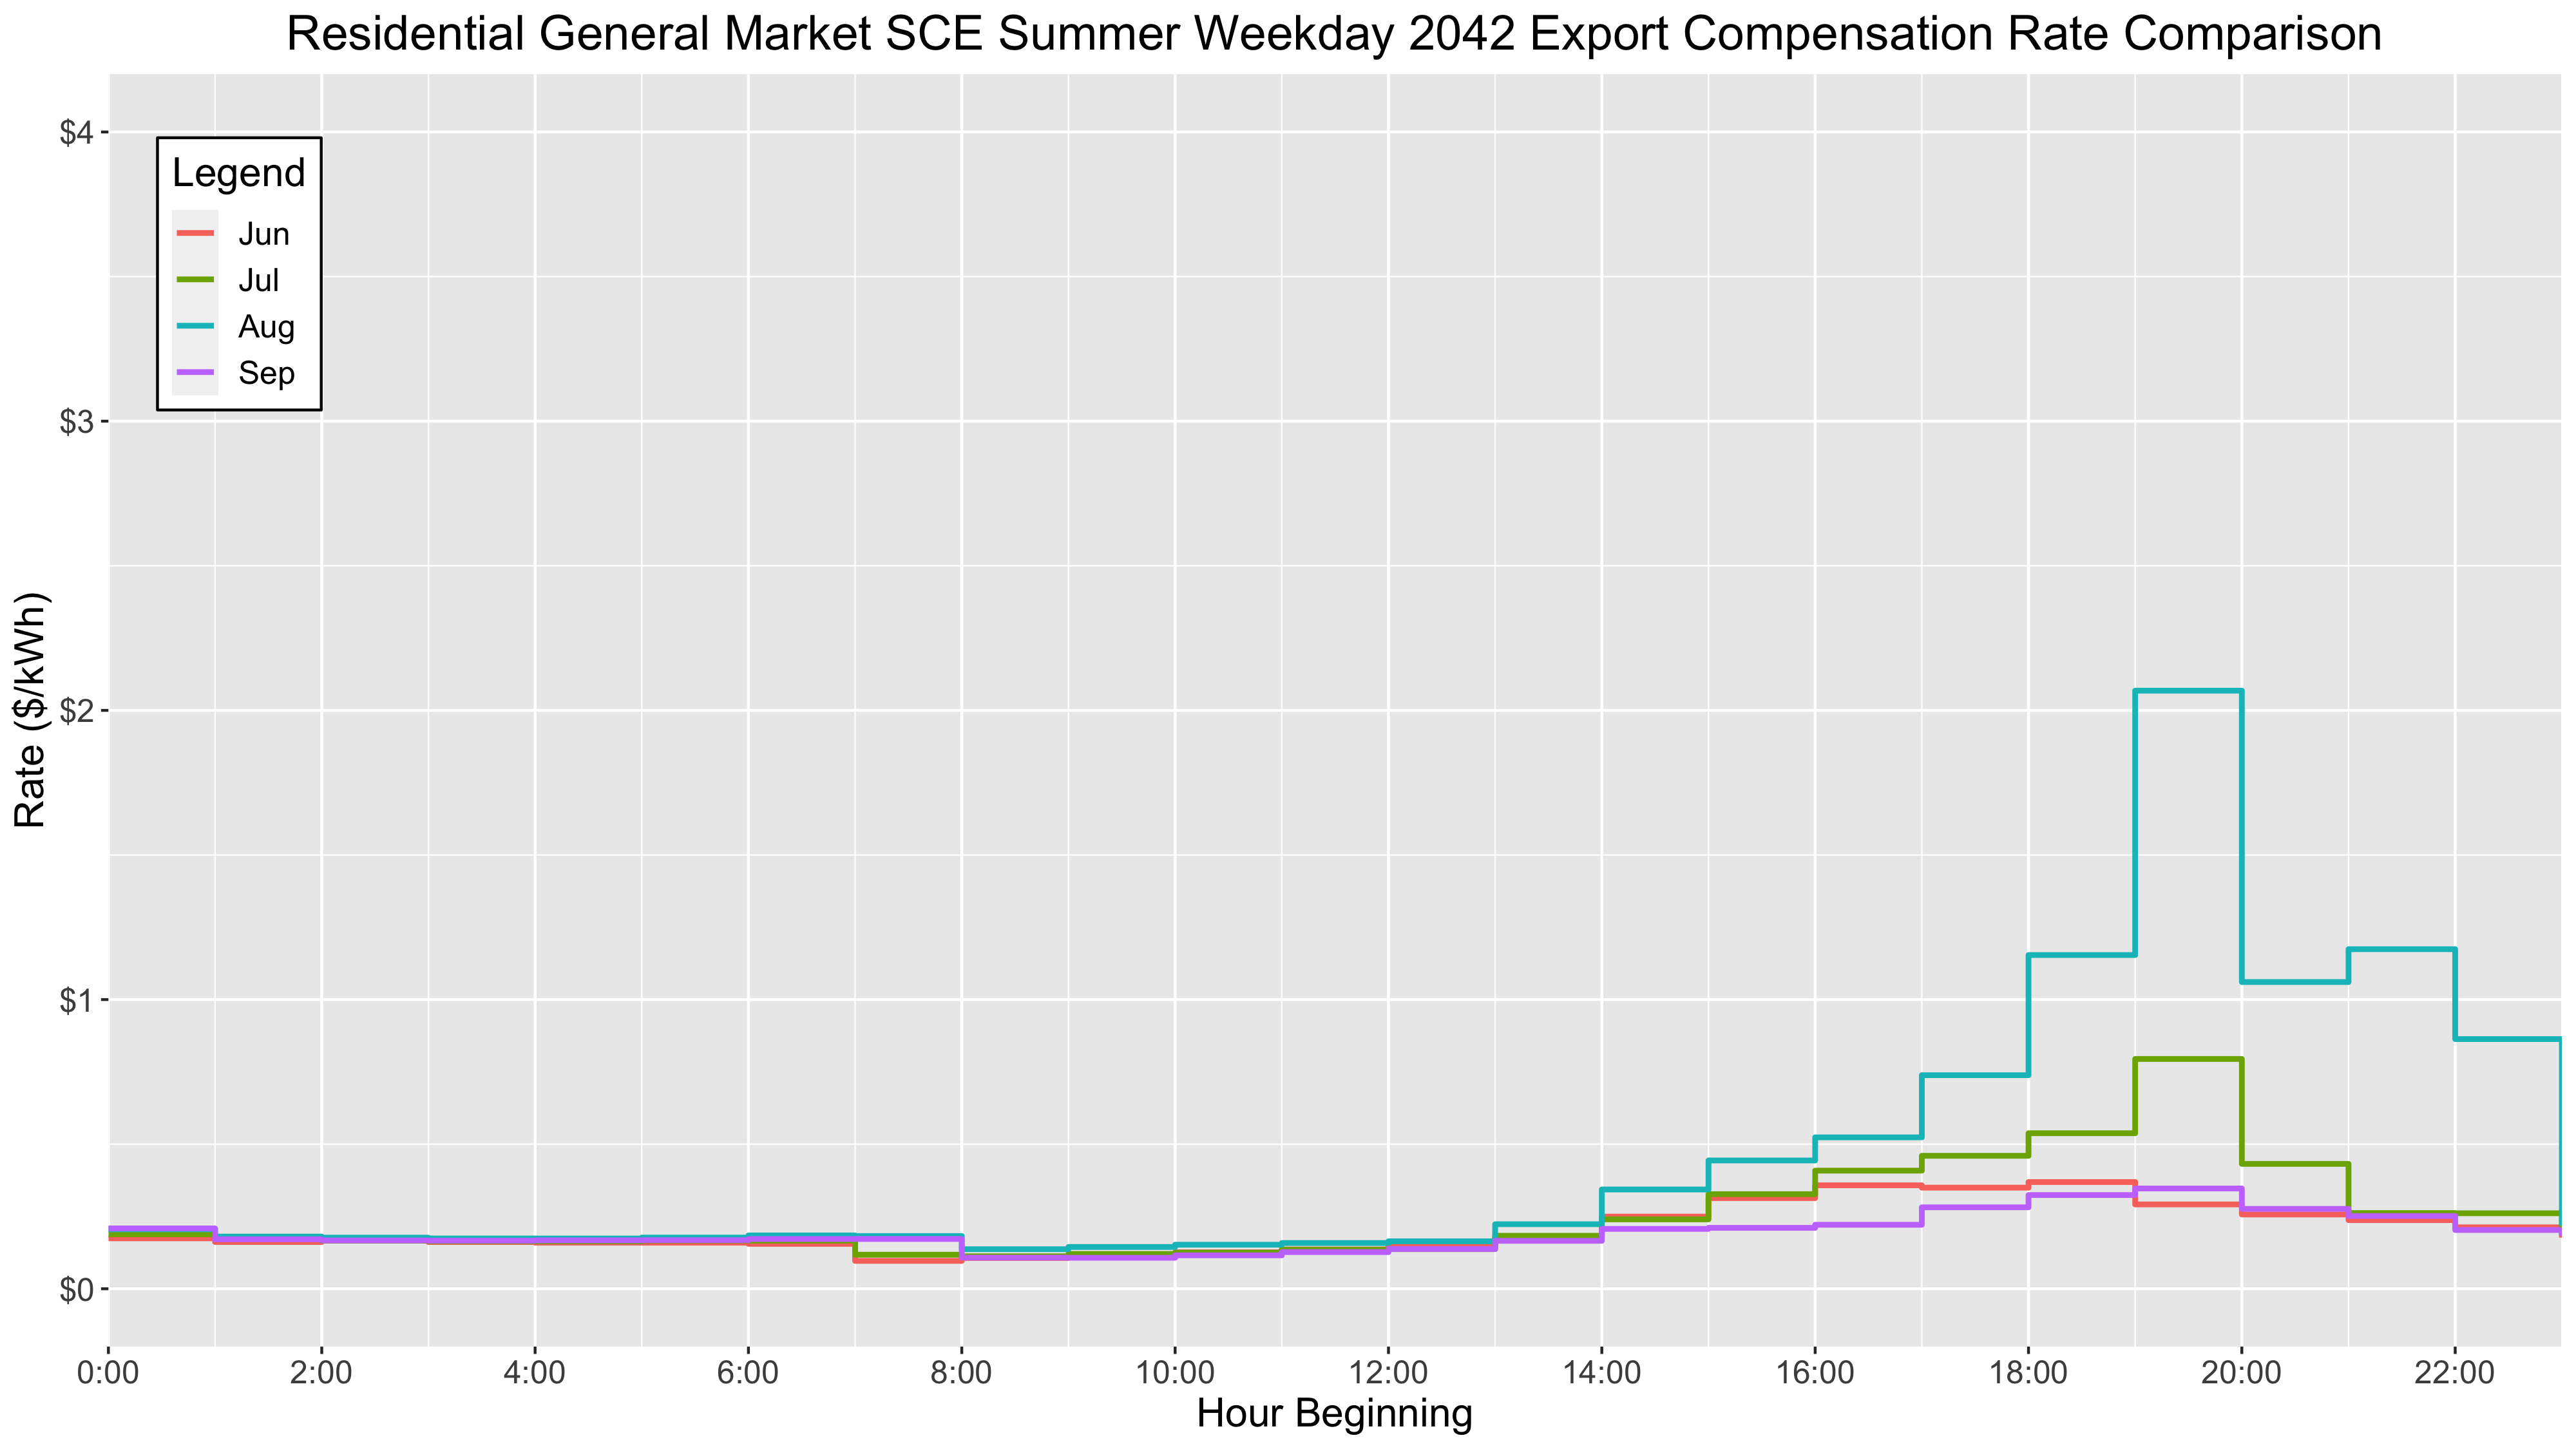 Residential General Market SCE Summer Weekday 2042 Export Compensation Rate Comparison
Rate ($/kWh)
$4
$3
$2
$1
$0
Legend
Jun
Jul
Aug
Sep
0:00 2:00 4:00 6:00 8:00 10:00 12:00 14:00 16:00 18:00 20:00 22:00
Hour Beginning